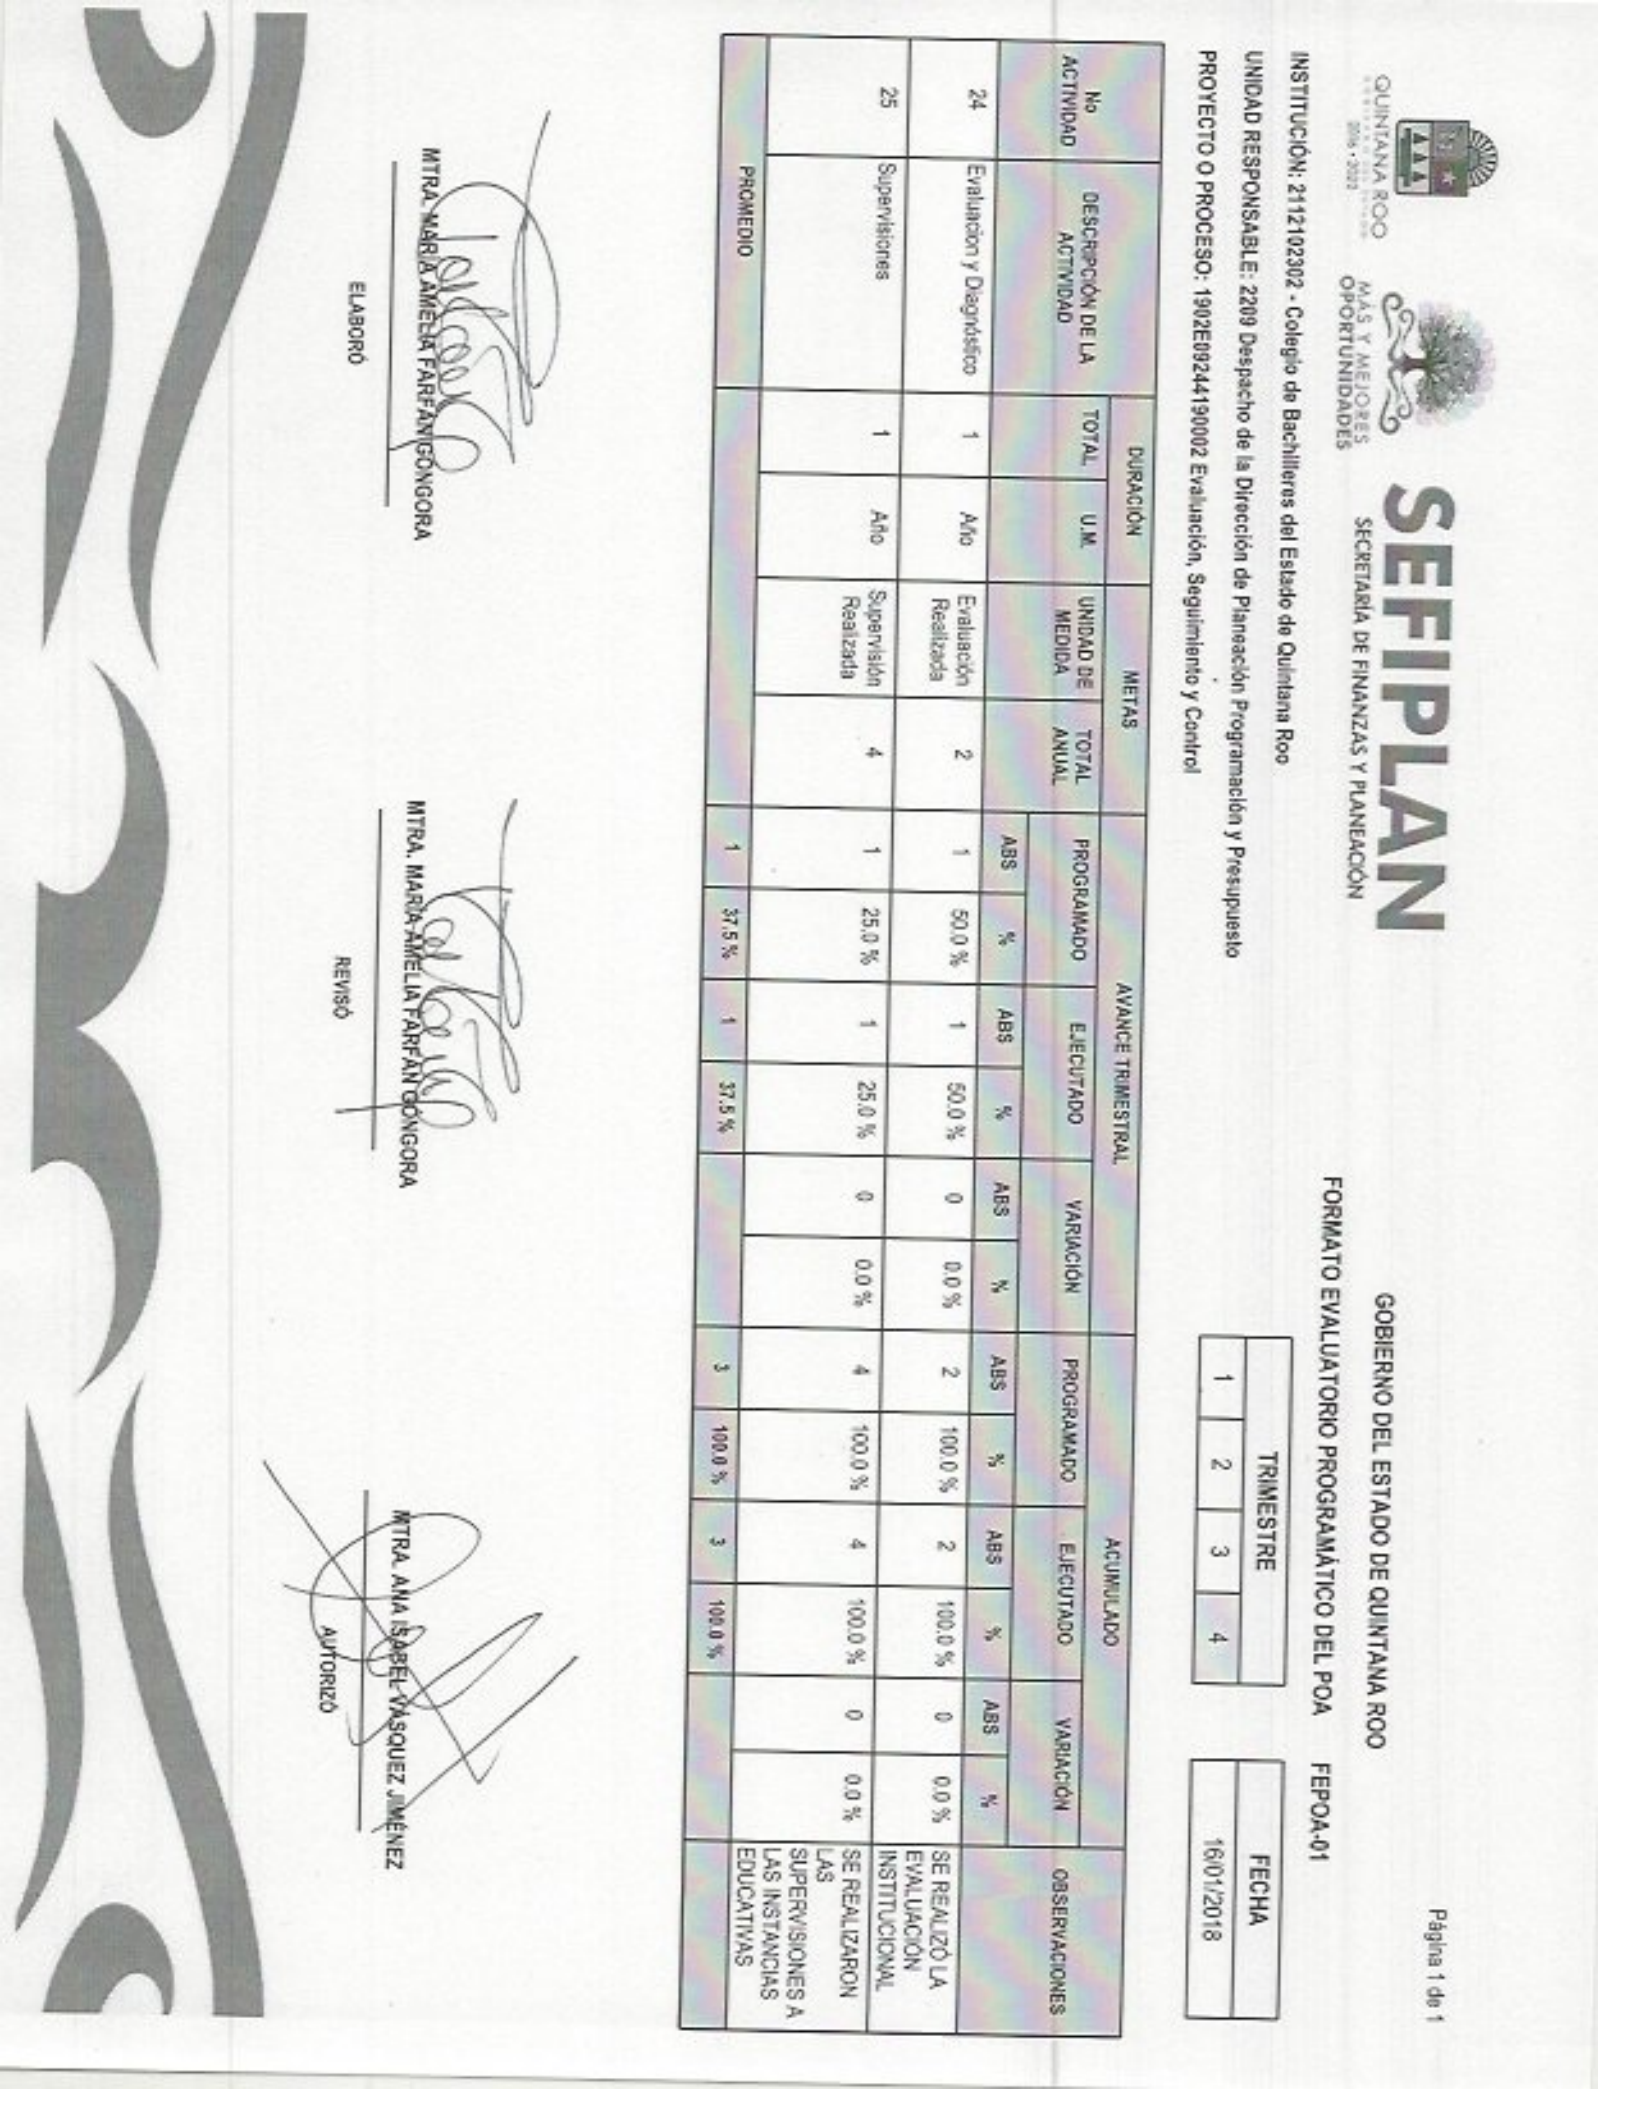 Página 1 de 1
QUINTANA ROO
2016 • 2022
MÁS Y MEJORES
OPORTUNIDADES
SEFIPLAN
SECRETARÍA DE FINANZAS Y PLANEACIÓN
GOBIERNO DEL ESTADO DE QUINTANA ROO
FORMATO EVALUATORIO PROGRAMÁTICO DEL POA FEPOA-01
INSTITUCIÓN: 2112102302 - Colegio de Bachilleres del Estado de Quintana Roo
UNIDAD RESPONSABLE: 2209 Despacho de la Dirección de Planeación Programación y Presupuesto
PROYECTO O PROCESO: 1902E09244190002 Evaluación, Seguimiento y Control
TRIMESTRE
1 2 3 4
FECHA
16/01/2018
No
ACTIVIDAD
DESCRIPCIÓN DE LA
ACTIVIDAD
DURACIÓN METAS AVANCE TRIMESTRAL ACUMULADO OBSERVACIONES
TOTAL U.M. UNIDAD DE
MEDIDA
TOTAL
ANUAL
PROGRAMADO EJECUTADO VARIACIÓN PROGRAMADO EJECUTADO VARIACIÓN
ABS % ABS % ABS % ABS % ABS % ABS %
24 Evaluacion y Diagnóstico 1 Año Evaluación
Realizada
2 1 50.0 % 1 50.0 % 0 0.0 % 2 100.0 % 2 100.0 % 0 0.0 %
SE REALIZÓ LA
EVALUACIÓN
INSTITUCIONAL
25 Supervisiones 1 Año Supervisión
Realizada
4 1 25.0 % 1 25.0 % 0 0.0 % 4 100.0 % 4 100.0 % 0 0.0 %
SE REALIZARON
LAS
SUPERVISIONES A
LAS INSTANCIAS
EDUCATIVAS
PROMEDIO 1 37.5 % 1 37.5 % 3 100.0 % 3 100.0 %
MTRA. MARÍA AMELIA FARFÁN GÓNGORA
ELABORÓ
MTRA. MARÍA AMELIA FARFÁN GÓNGORA
REVISÓ
MTRA. ANA ISABEL VÁSQUEZ JIMÉNEZ
AUTORIZÓ